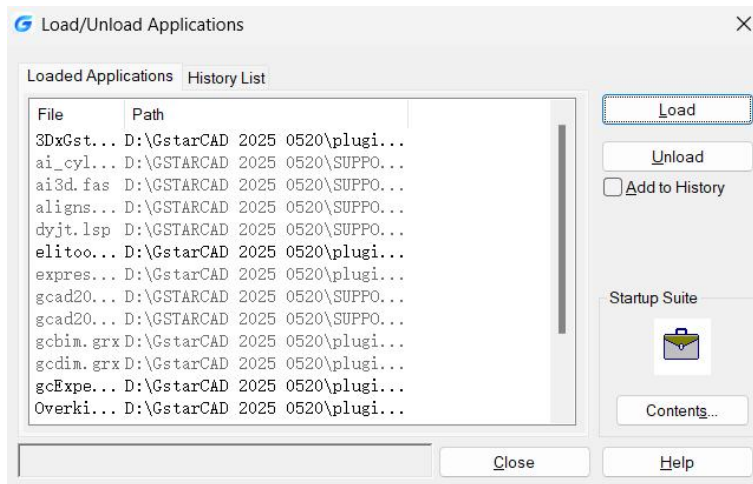 Load/Unload Applications
Loaded Applications History List
File Path
3DxGst... D:\GstarCAD 2025 0520\plugi...
ai_cyl... D:\GSTARCAD 2025 0520\SUPPO...
ai3d.fas D:\GSTARCAD 2025 0520\SUPPO...
aligns... D:\GSTARCAD 2025 0520\SUPPO...
dyjt.lsp D:\GSTARCAD 2025 0520\SUPPO...
elitoo... D:\GstarCAD 2025 0520\plugi...
expres... D:\GSTARCAD 2025 0520\plugi...
gcad20... D:\GSTARCAD 2025 0520\SUPPO...
gcad20... D:\GSTARCAD 2025 0520\SUPPO...
gcbim.grx D:\GSTARCAD 2025 0520\plugi...
gcdim.grx D:\GSTARCAD 2025 0520\plugi...
gcExpe... D:\GstarCAD 2025 0520\plugi...
Overki... D:\GstarCAD 2025 0520\plugi...
Load
Unload
Add to History
Startup Suite
Contents...
Close
Help